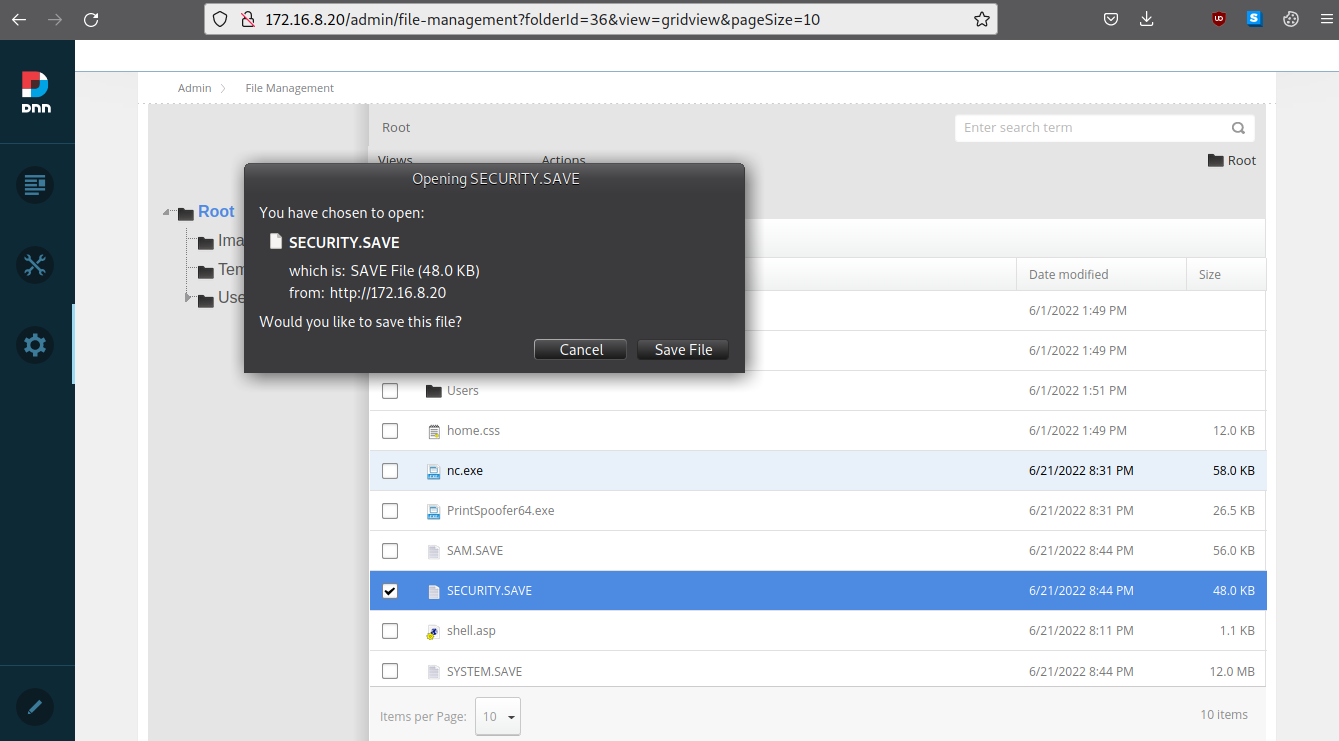 172.16.8.20/admin/file-management?folderId=36&view=gridview&pageSize=10
DNN
Admin
File Management
Root
Enter search term
Views
Actions
Root
Root
Opening SECURITY.SAVE
You have chosen to open:
SECURITY.SAVE
which is: SAVE File (48.0 KB)
from: http://172.16.8.20
Would you like to save this file?
Cancel
Save File
Ima
Tem
Use
Date modified
Size
6/1/2022 1:49 PM
6/1/2022 1:49 PM
Users 6/1/2022 1:51 PM
home.css 6/1/2022 1:49 PM 12.0 KB
nc.exe 6/21/2022 8:31 PM 58.0 KB
PrintSpoofer64.exe 6/21/2022 8:31 PM 26.5 KB
SAM.SAVE 6/21/2022 8:44 PM 56.0 KB
SECURITY.SAVE 6/21/2022 8:44 PM 48.0 KB
shell.asp 6/21/2022 8:11 PM 1.1 KB
SYSTEM.SAVE 6/21/2022 8:44 PM 12.0 MB
Items per Page: 10
10 items